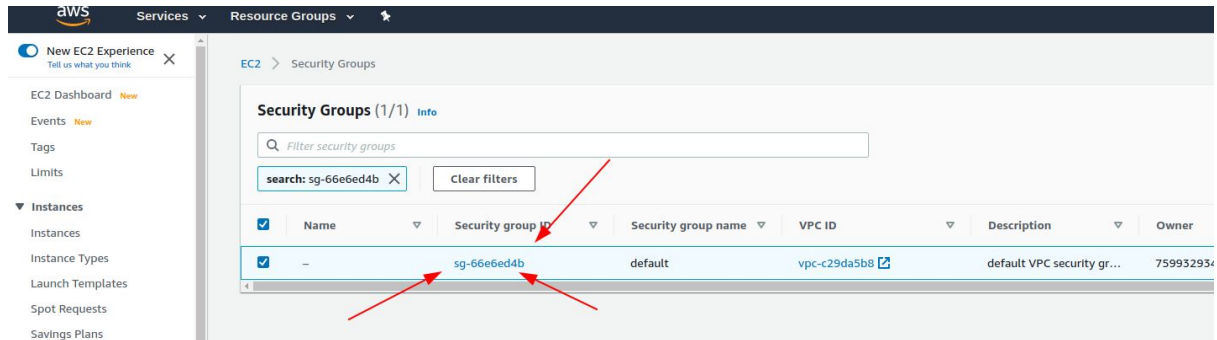 aws Services Resource Groups
New EC2 Experience
Tell us what you think
EC2 Dashboard New
Events New
Tags
Limits
Instances
Instances
Instance Types
Launch Templates
Spot Requests
Savings Plans
EC2 > Security Groups
Security Groups (1/1) Info
Filter security groups
search: sg-66e6ed4b Clear filters
Name Security group ID Security group name VPC ID Description Owner
– sg-66e6ed4b default vpc-c29da5b8 default VPC security gr... 759932934